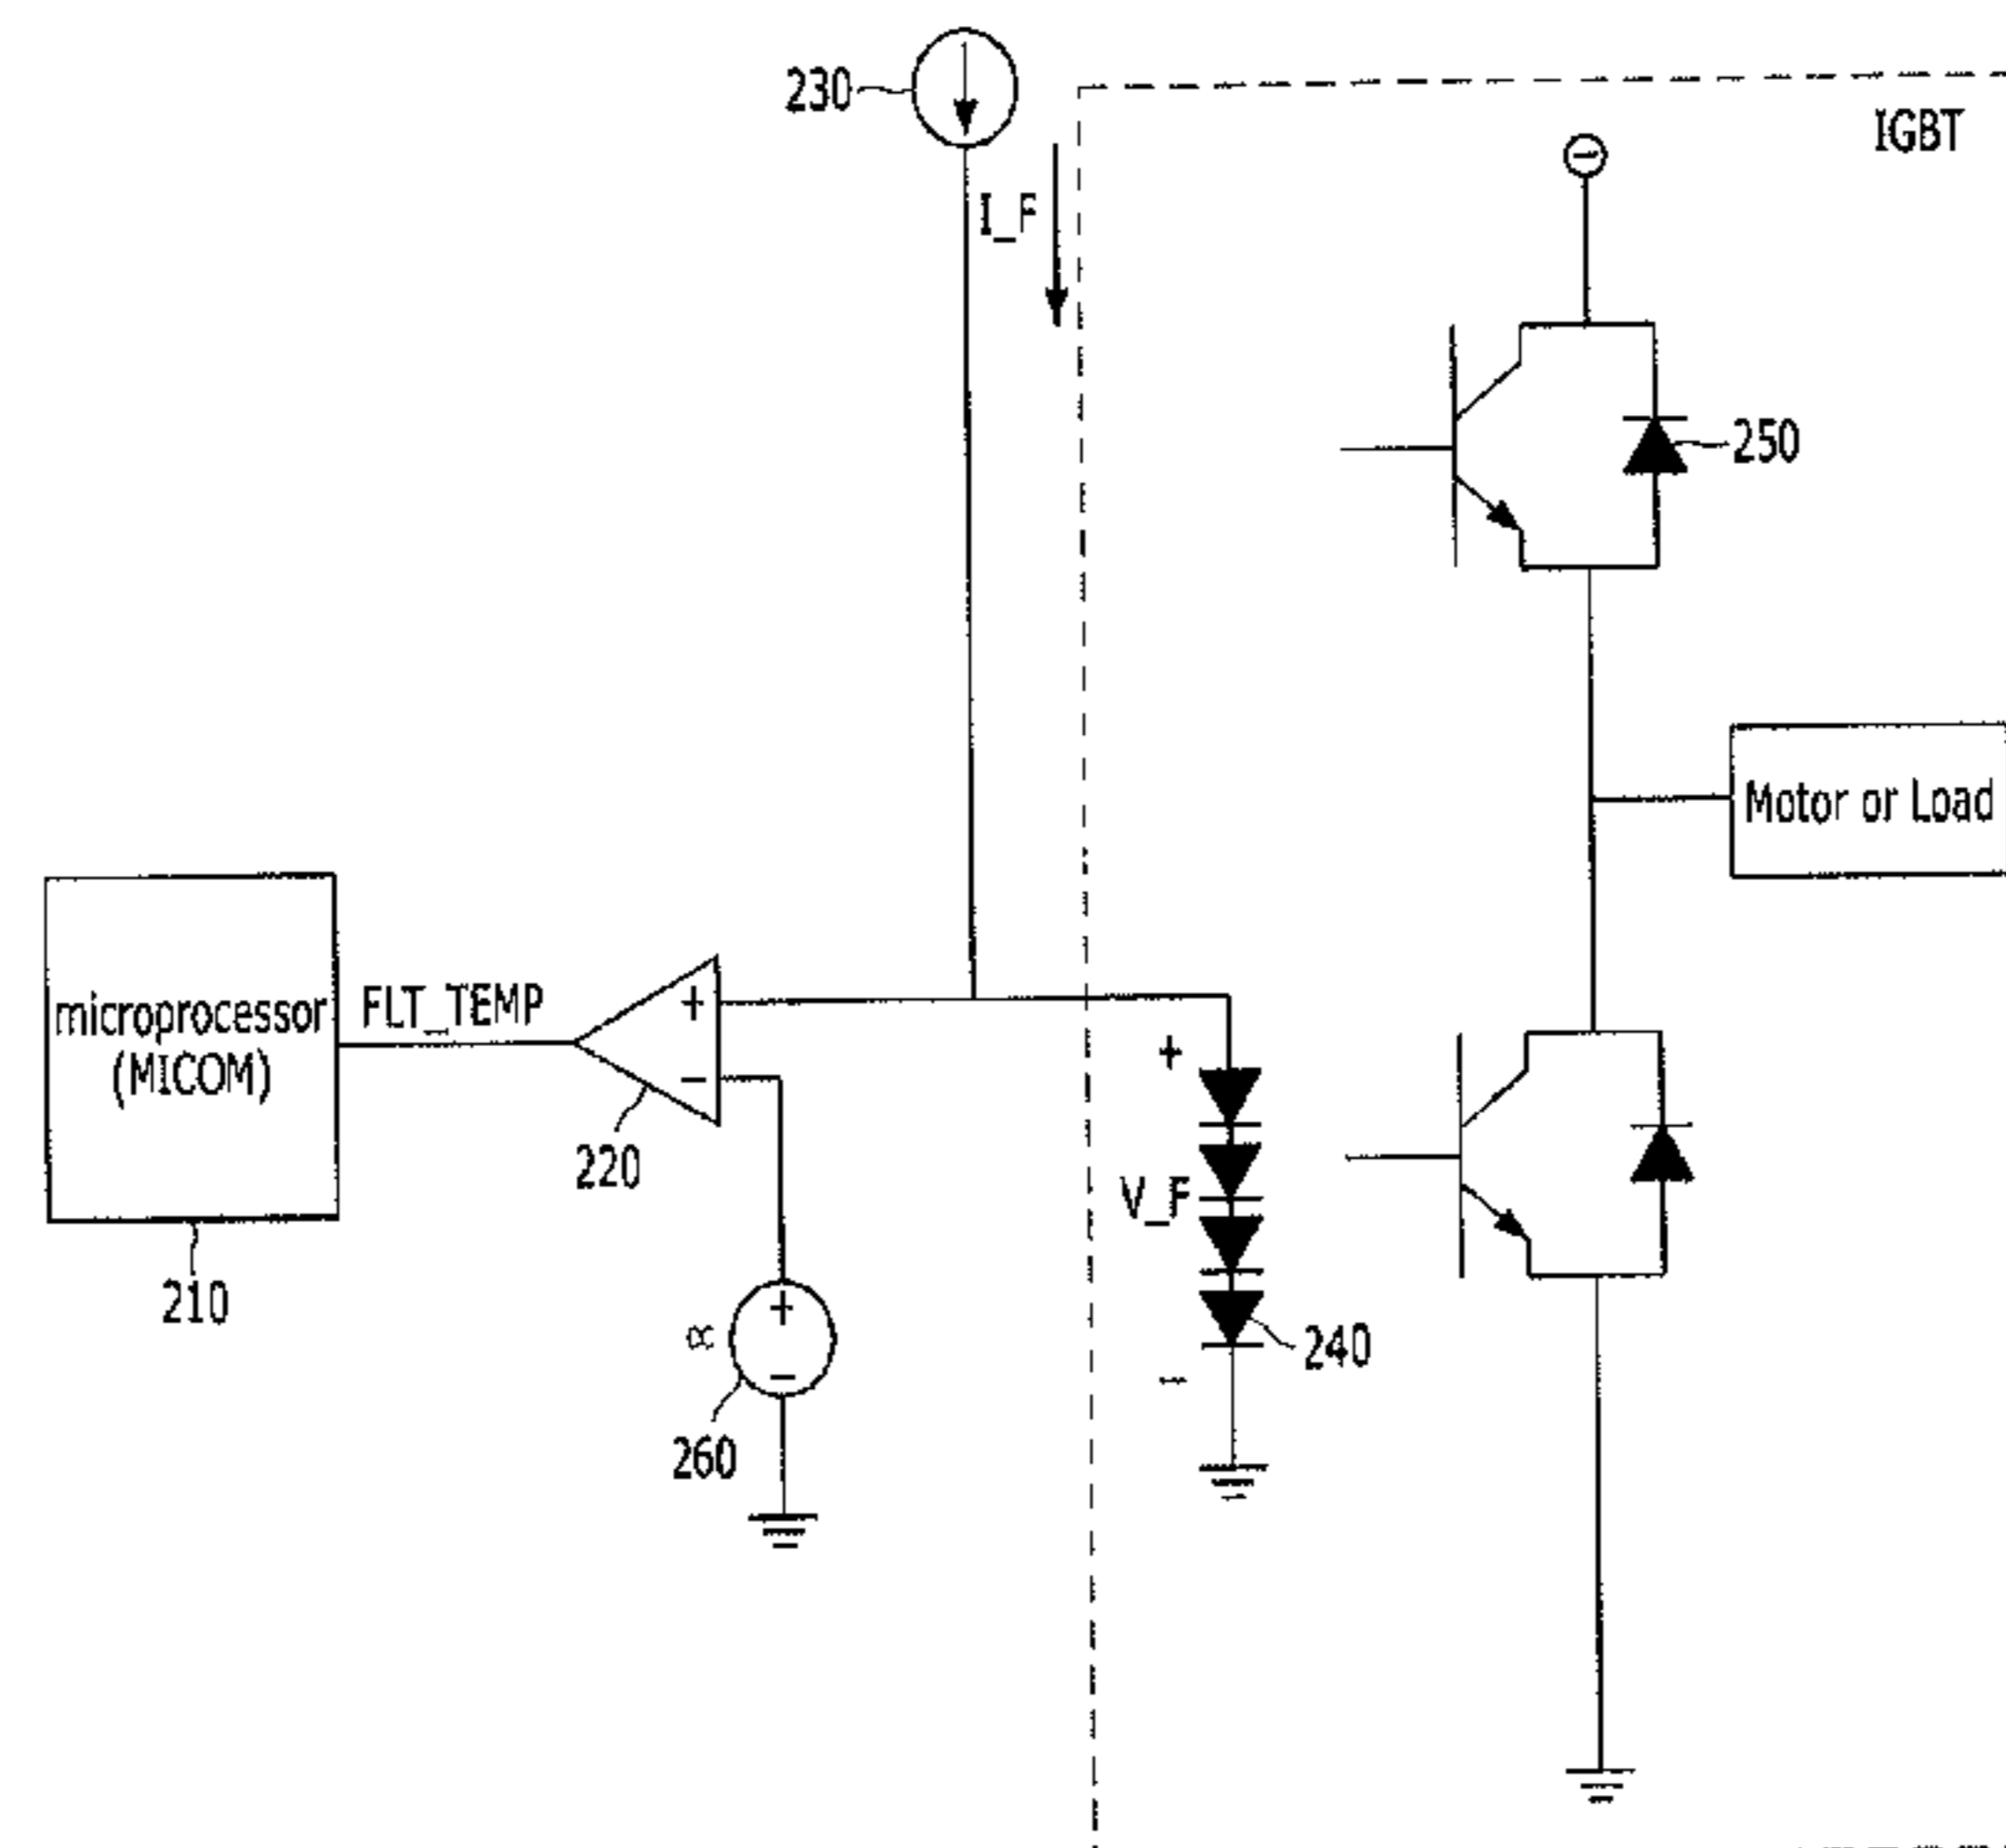 230
IGBT
I_F
250
Motor or Load
microprocessor
(MICOM)
FLT_TEMP
+
−
220
+
V_F
−
210
∝
+
−
260
240